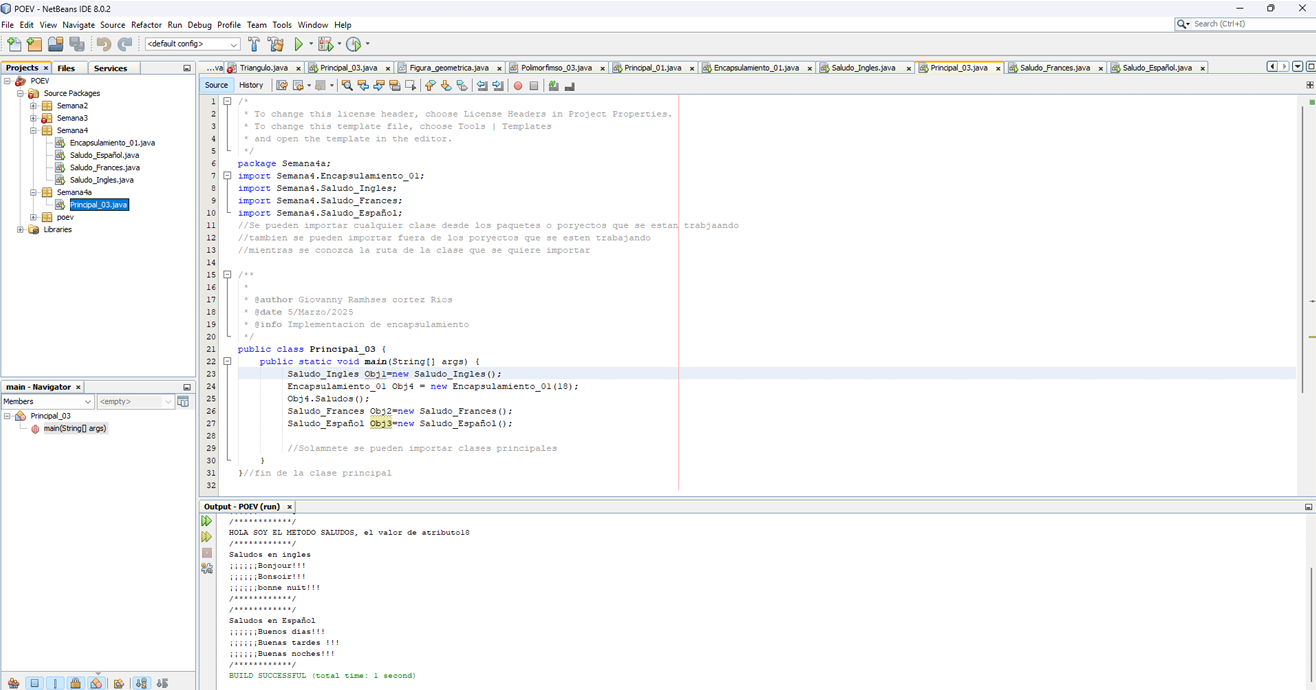 POEV - NetBeans IDE 8.0.2
File Edit View Navigate Source Refactor Run Debug Profile Team Tools Window Help
Search (Ctrl+I)
<default config>
Projects Files Services
POEV
Source Packages
Semana2
Semana3
Semana4
Encapsulamiento_01.java
Saludo_Español.java
Saludo_Frances.java
Saludo_Ingles.java
Semana4a
Principal_03.java
poev
Libraries
main - Navigator
Members <empty>
Principal_03
main(String[] args)
...va Triangulo.java Principal_03.java Figura_geometrica.java Polimorfimso_03.java Principal_01.java Encapsulamiento_01.java Saludo_Ingles.java Principal_03.java Saludo_Frances.java Saludo_Español.java
Source History
1 /*
2 * To change this license header, choose License Headers in Project Properties.
3 * To change this template file, choose Tools | Templates
4 * and open the template in the editor.
5 */
6 package Semana4a;
7 import Semana4.Encapsulamiento_01;
8 import Semana4.Saludo_Ingles;
9 import Semana4.Saludo_Frances;
10 import Semana4.Saludo_Español;
11 //Se pueden importar cualquier clase desde los paquetes o poryectos que se estan trabjaando
12 //tambien se pueden importar fuera de los poryectos que se esten trabajando
13 //mientras se conozca la ruta de la clase que se quiere importar
14
15 /**
16 *
17 * @author Giovanny Ramhses cortez Rios
18 * @date 5/Marzo/2025
19 * @info Implementacion de encapsulamiento
20 */
21 public class Principal_03 {
22 public static void main(String[] args) {
23 Saludo_Ingles Obj1=new Saludo_Ingles();
24 Encapsulamiento_01 Obj4 = new Encapsulamiento_01(18);
25 Obj4.Saludos();
26 Saludo_Frances Obj2=new Saludo_Frances();
27 Saludo_Español Obj3=new Saludo_Español();
28
29 //Solamnete se pueden importar clases principales
30 }
31 }//fin de la clase principal
32
Output - POEV (run)
/************/
HOLA SOY EL METODO SALUDOS, el valor de atributo18
/************/
Saludos en ingles
¡¡¡¡¡¡Bonjour!!!
¡¡¡¡¡¡Bonsoir!!!
¡¡¡¡¡¡bonne nuit!!!
/************/
/************/
Saludos en Español
¡¡¡¡¡¡Buenos dias!!!
¡¡¡¡¡¡Buenas tardes !!!
¡¡¡¡¡¡Buenas noches!!!
/************/
BUILD SUCCESSFUL (total time: 1 second)